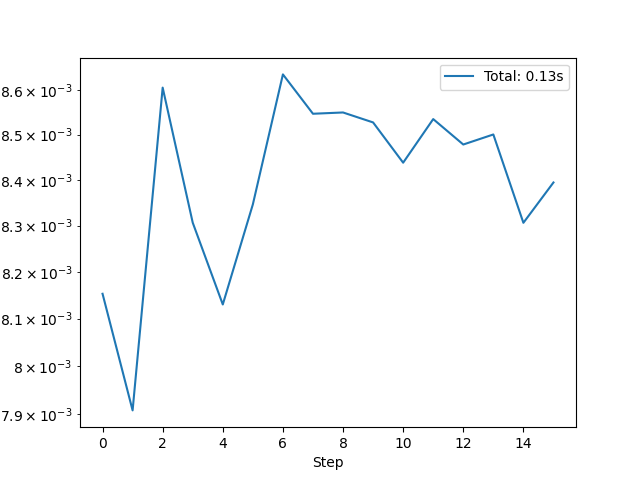 Total: 0.13s
8.6 × 10⁻³
8.5 × 10⁻³
8.4 × 10⁻³
8.3 × 10⁻³
8.2 × 10⁻³
8.1 × 10⁻³
8 × 10⁻³
7.9 × 10⁻³
0 2 4 6 8 10 12 14
Step